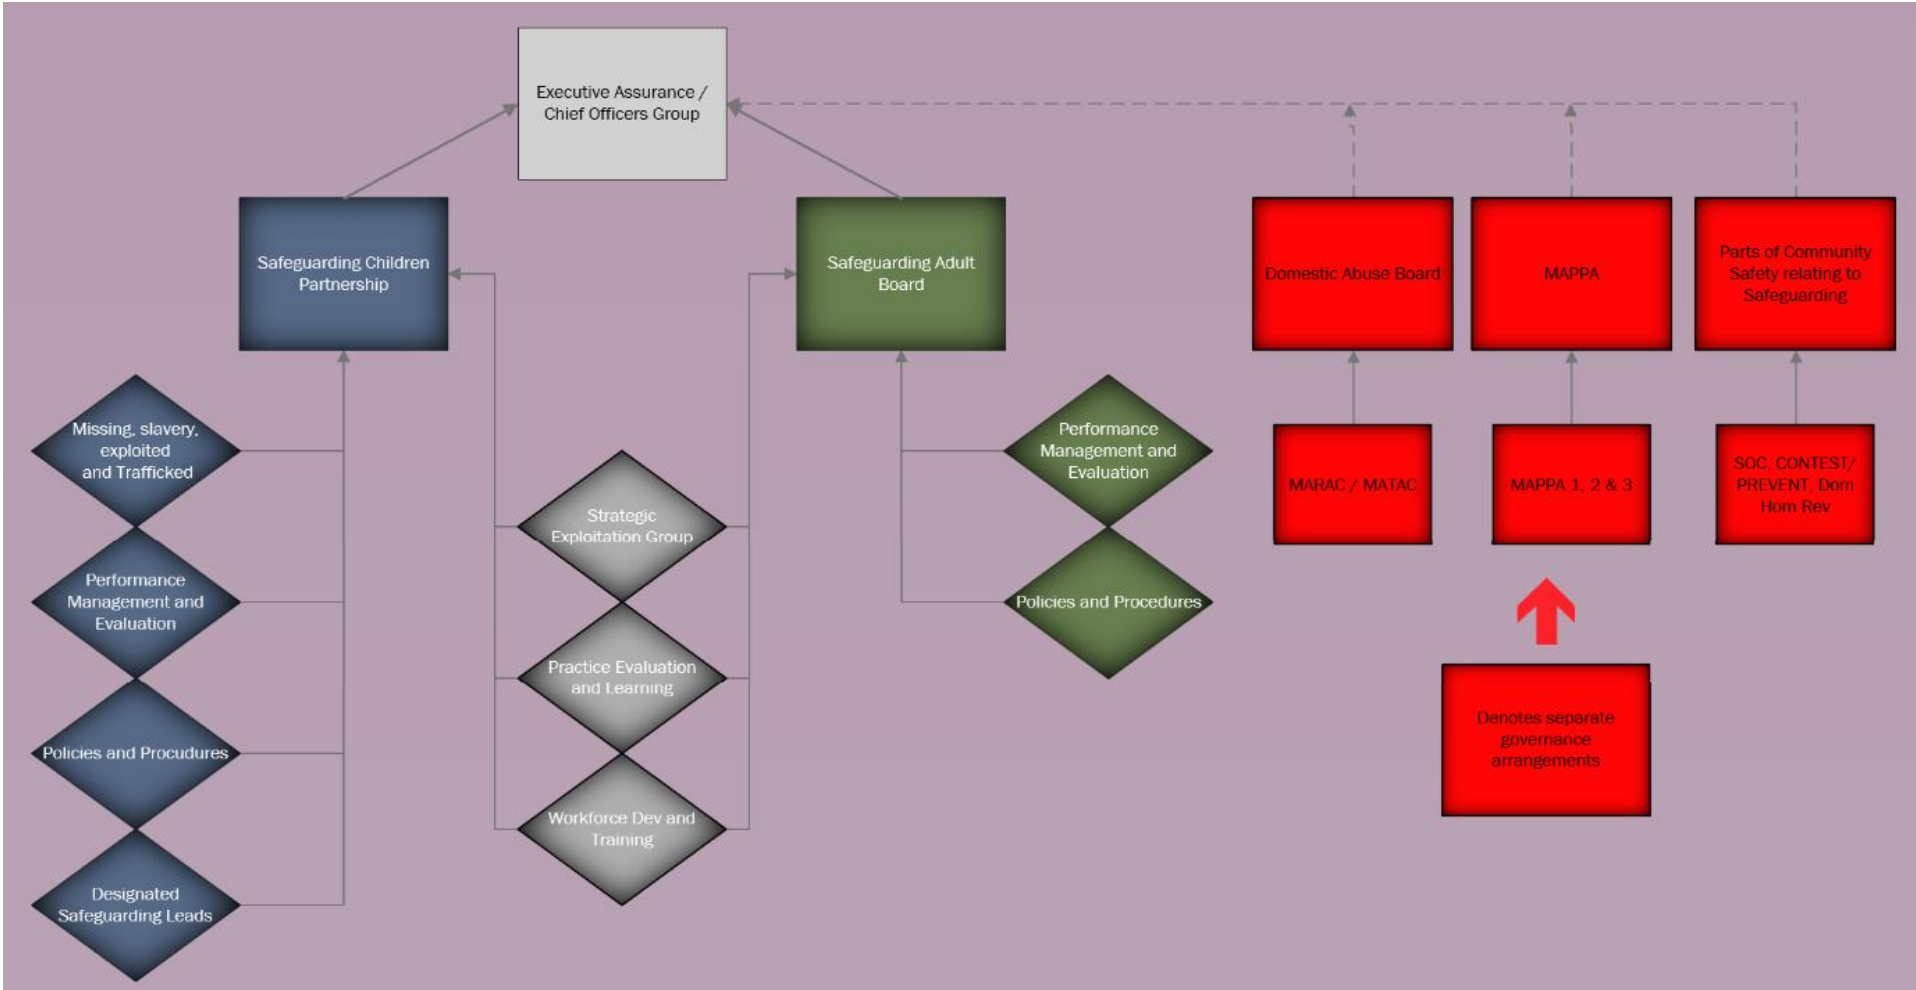 Executive Assurance /
Chief Officers Group
Safeguarding Children
Partnership
Safeguarding Adult
Board
Domestic Abuse Board
MAPPA
Parts of Community
Safety relating to
Safeguarding
Missing, slavery,
exploited
and Trafficked
Performance
Management and
Evaluation
Policies and Procudures
Designated
Safeguarding Leads
Strategic
Exploitation Group
Practice Evaluation
and Learning
Workforce Dev and
Training
Performance
Management and
Evaluation
Policies and Procedures
MARAC / MATAC
MAPPA 1, 2 & 3
SOC, CONTEST/
PREVENT, Dom
Hom Rev
Denotes separate
governance
arrangements